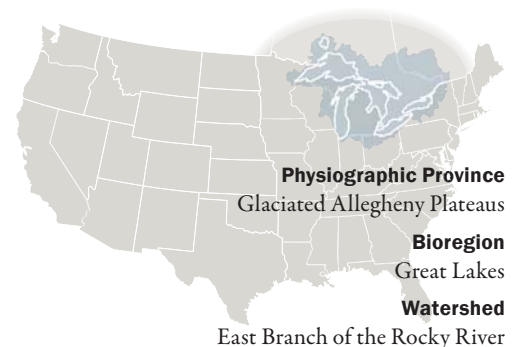 Physiographic Province
Glaciated Allegheny Plateaus
Bioregion
Great Lakes
Watershed
East Branch of the Rocky River